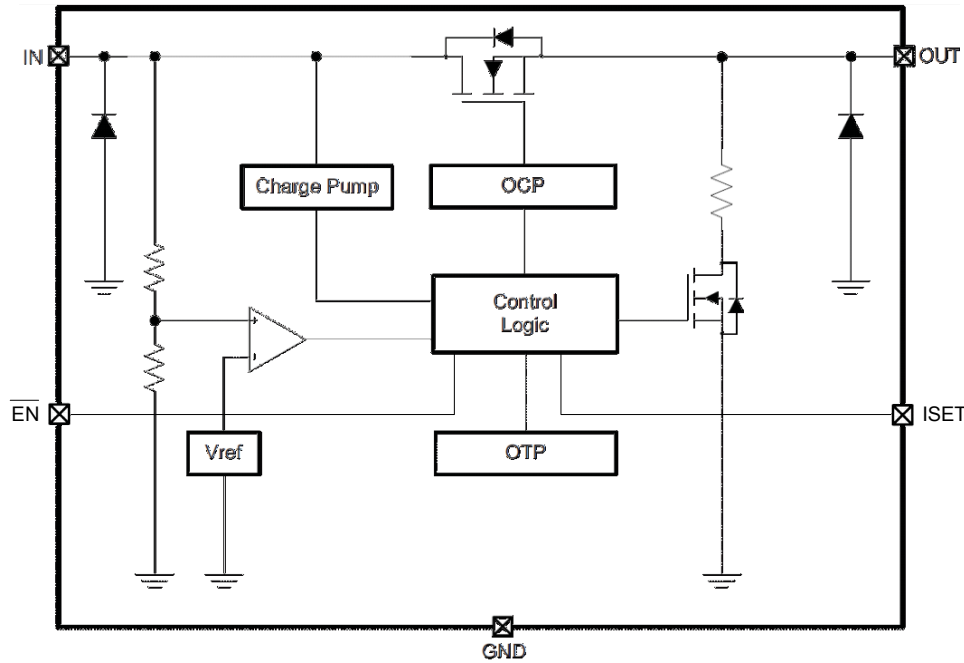 IN
OUT
Charge Pump
OCP
Control
Logic
EN
ISET
Vref
OTP
GND